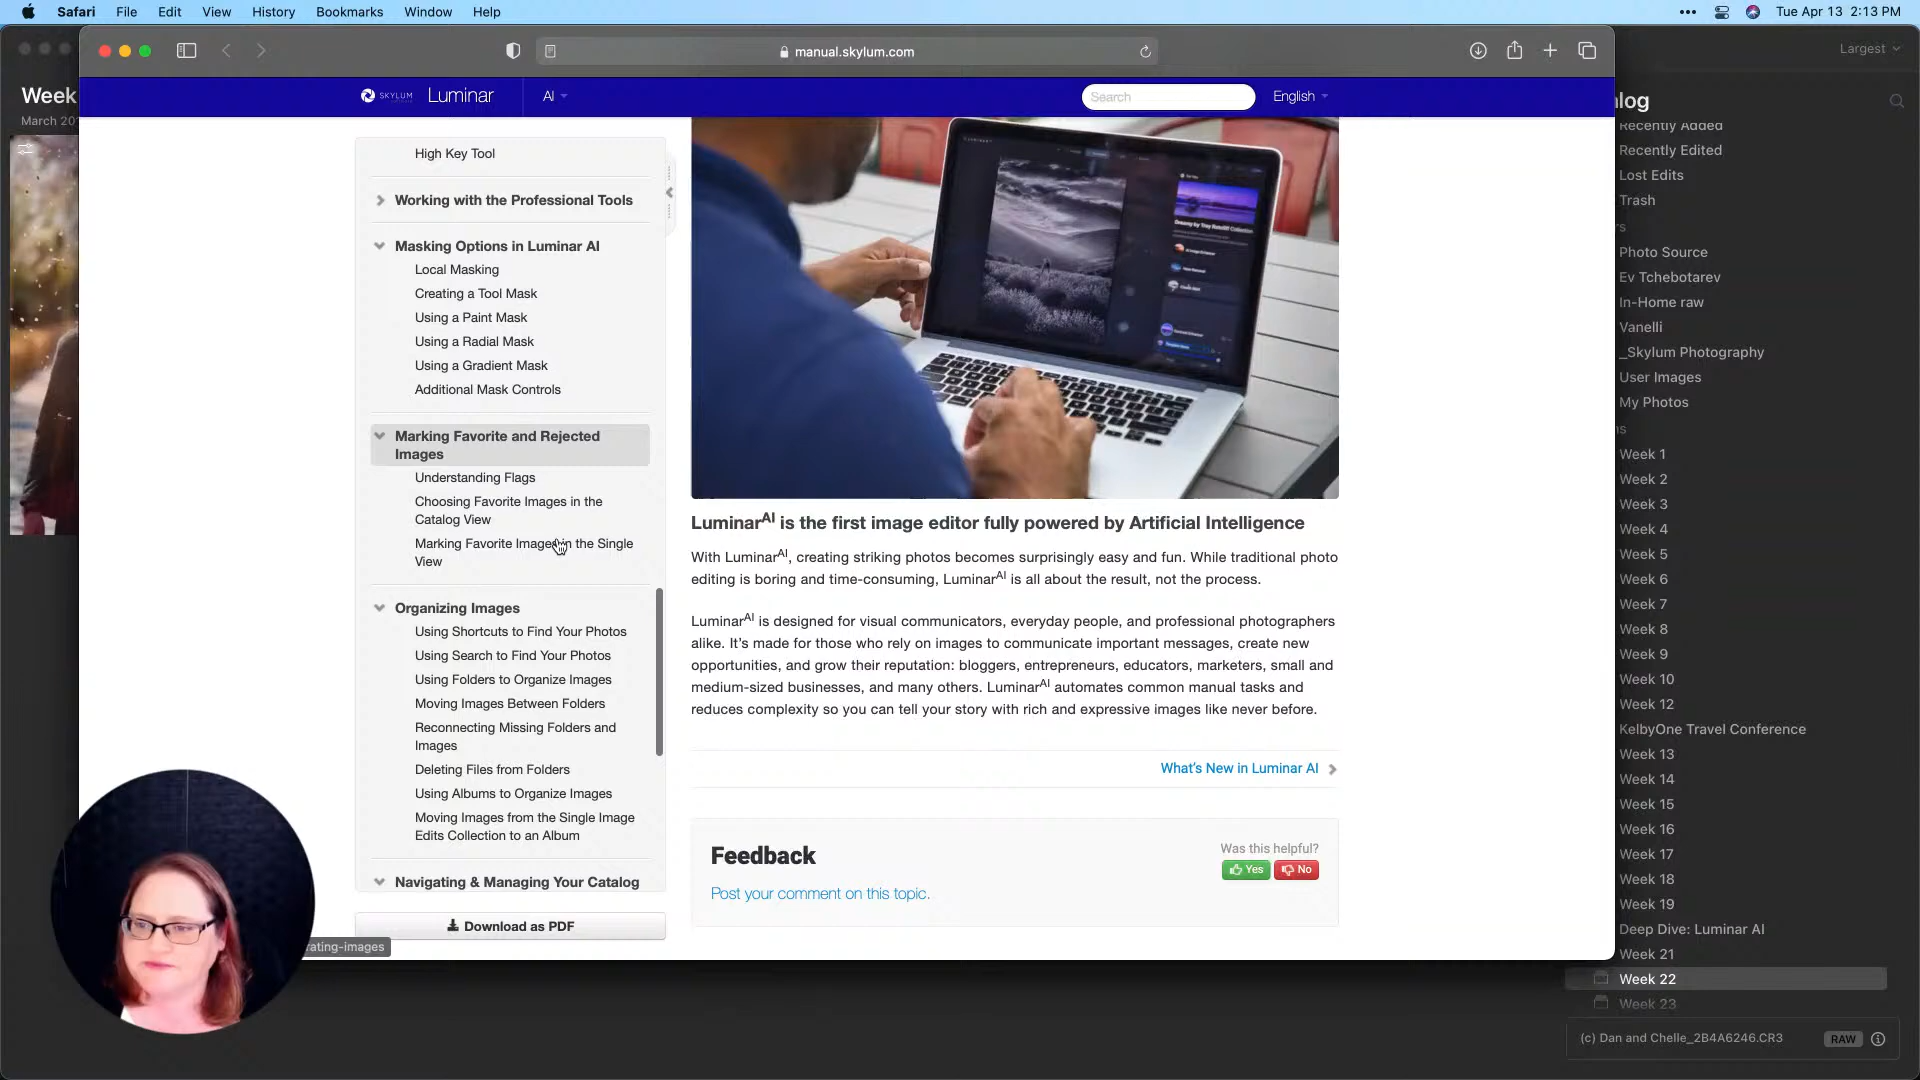 Safari File Edit View History Bookmarks Window Help
Tue Apr 13 2:13 PM
manual.skylum.com
Largest
Week
March 20
SKYLUM Luminar AI
Search
English
High Key Tool
Working with the Professional Tools
Masking Options in Luminar AI
Local Masking
Creating a Tool Mask
Using a Paint Mask
Using a Radial Mask
Using a Gradient Mask
Additional Mask Controls
Marking Favorite and Rejected
Images
Understanding Flags
Choosing Favorite Images in the
Catalog View
Marking Favorite Images in the Single
View
Organizing Images
Using Shortcuts to Find Your Photos
Using Search to Find Your Photos
Using Folders to Organize Images
Moving Images Between Folders
Reconnecting Missing Folders and
Images
Deleting Files from Folders
Using Albums to Organize Images
Moving Images from the Single Image
Edits Collection to an Album
Navigating & Managing Your Catalog
Download as PDF
rating-images
LuminarAI is the first image editor fully powered by Artificial Intelligence
With LuminarAI, creating striking photos becomes surprisingly easy and fun. While traditional photo
editing is boring and time-consuming, LuminarAI is all about the result, not the process.
LuminarAI is designed for visual communicators, everyday people, and professional photographers
alike. It's made for those who rely on images to communicate important messages, create new
opportunities, and grow their reputation: bloggers, entrepreneurs, educators, marketers, small and
medium-sized businesses, and many others. LuminarAI automates common manual tasks and
reduces complexity so you can tell your story with rich and expressive images like never before.
What's New in Luminar AI
Feedback
Was this helpful?
Yes No
Post your comment on this topic.
log
Recently Added
Recently Edited
Lost Edits
Trash
rs
Photo Source
Ev Tchebotarev
In-Home raw
Vanelli
_Skylum Photography
User Images
My Photos
ns
Week 1
Week 2
Week 3
Week 4
Week 5
Week 6
Week 7
Week 8
Week 9
Week 10
Week 12
KelbyOne Travel Conference
Week 13
Week 14
Week 15
Week 16
Week 17
Week 18
Week 19
Deep Dive: Luminar AI
Week 21
Week 22
Week 23
(c) Dan and Chelle_2B4A6246.CR3 RAW